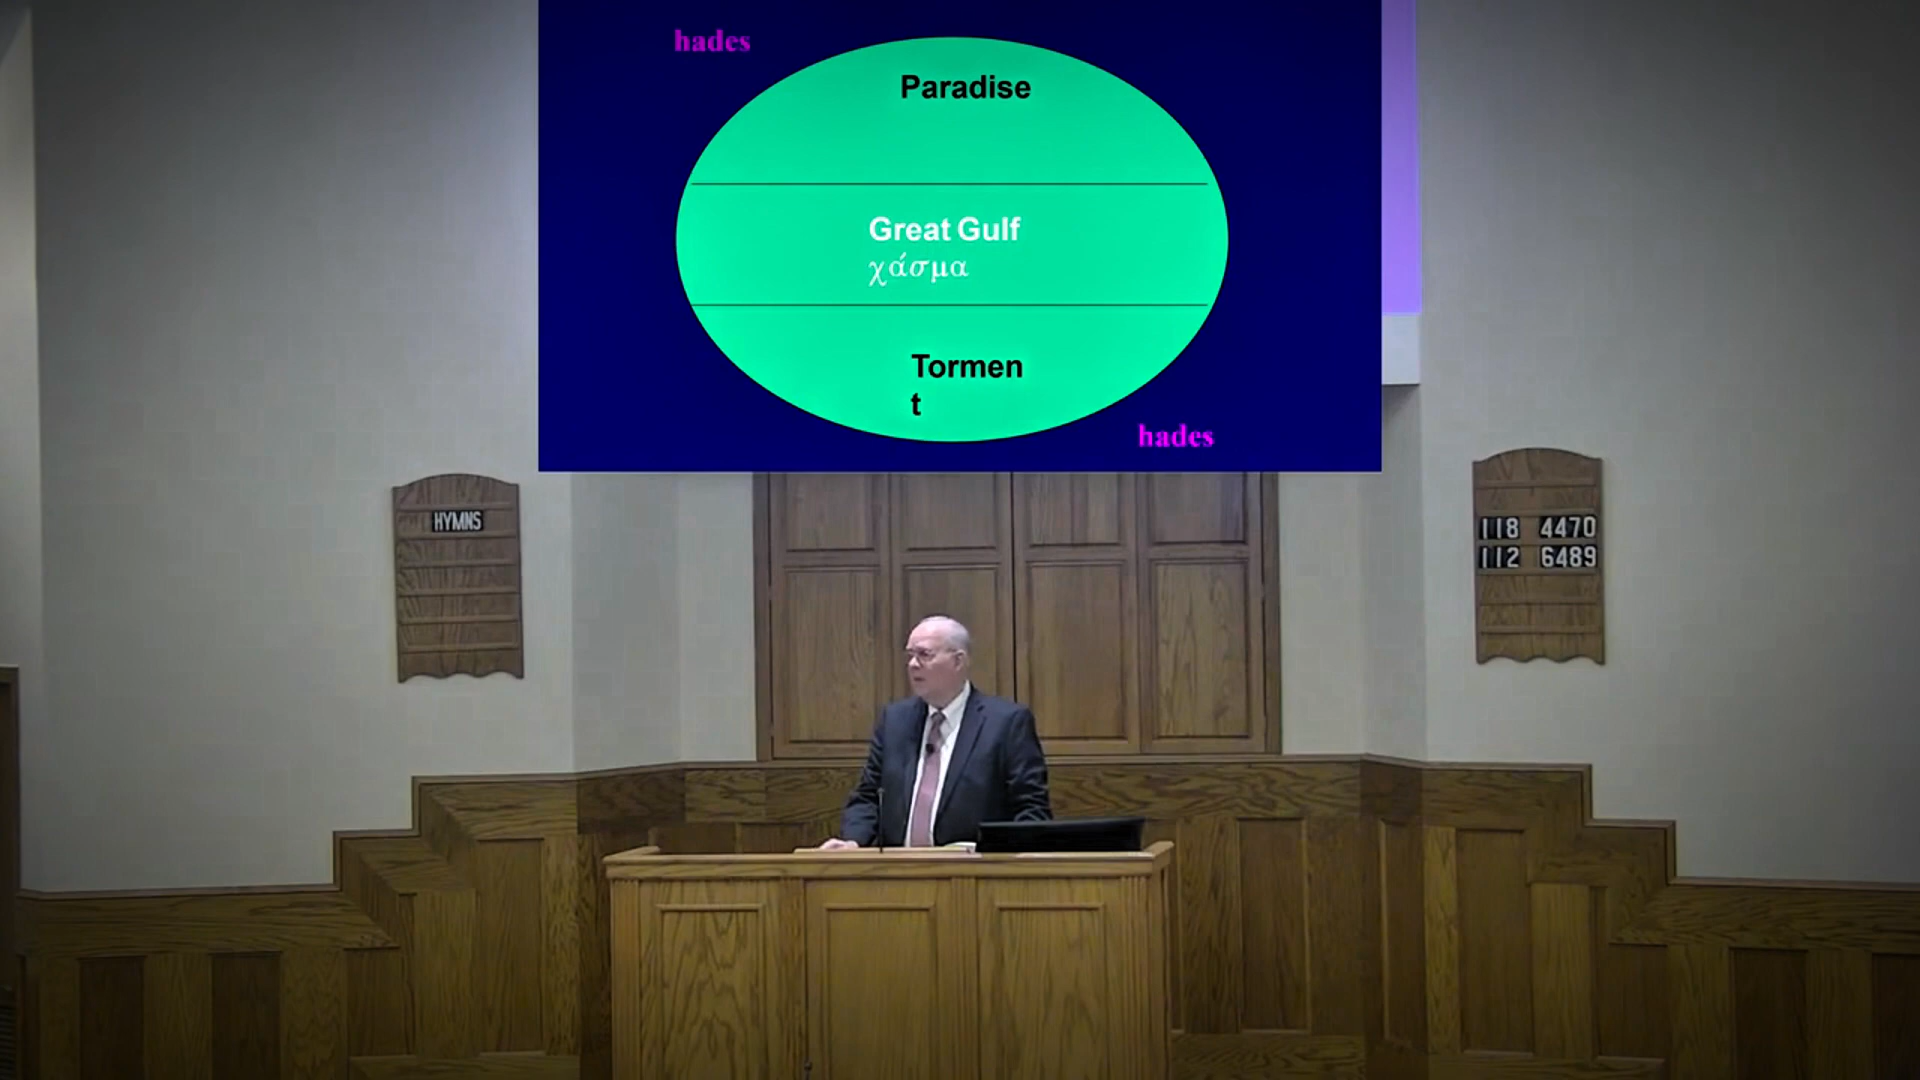 hades
Paradise
Great Gulf
χάσμα
Tormen
t
hades
HYMNS
118 4470
112 6489